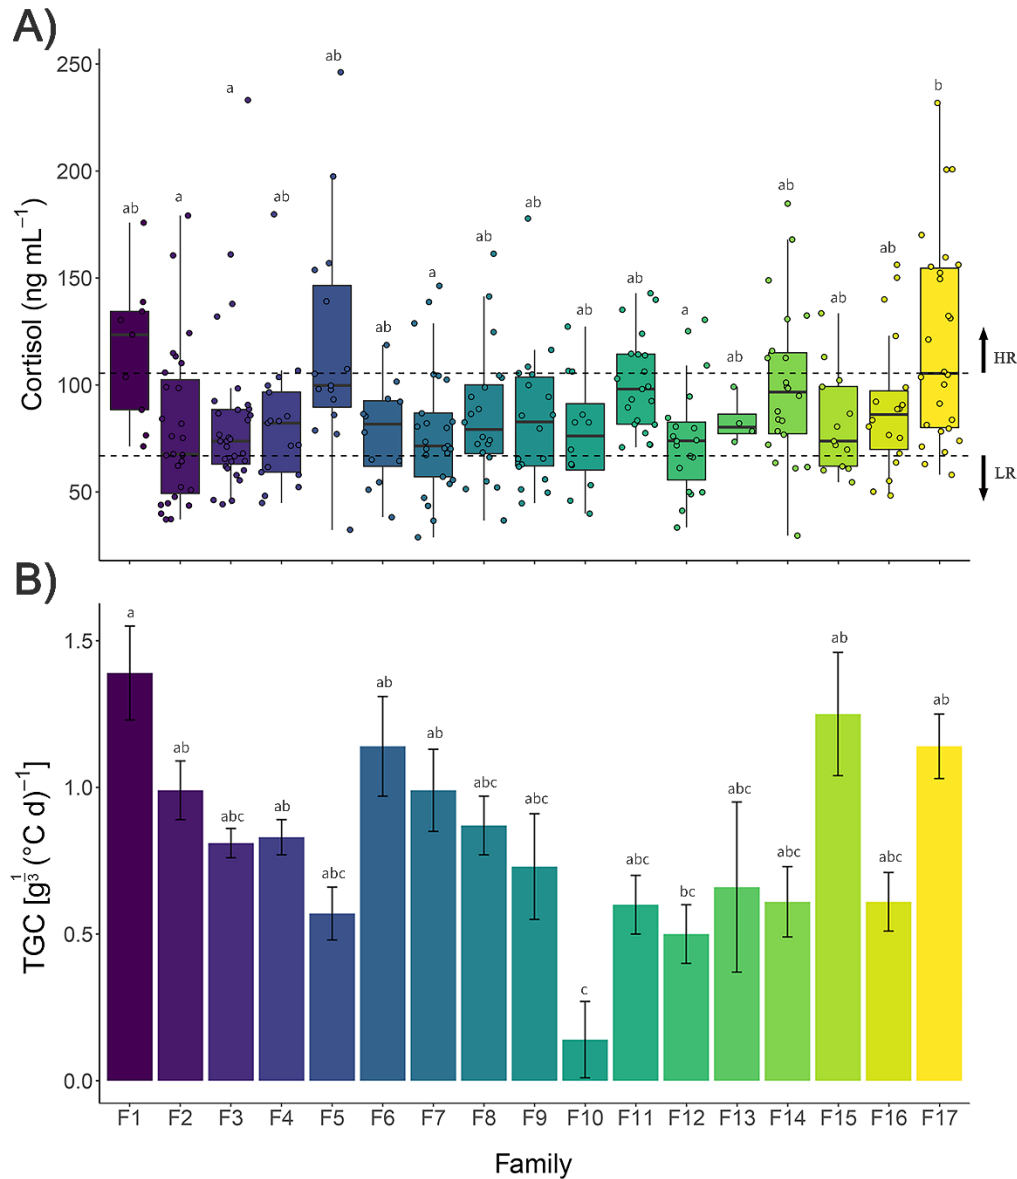 A)
Cortisol (ng mL⁻¹)
250
200
150
100
50
ab
a
a
ab
ab
ab
a
ab
ab
ab
ab
a
ab
ab
ab
ab
b
HR
LR
B)
TGC [g^1/3 (°C d)⁻¹]
1.5
1.0
0.5
0.0
a
ab
abc
ab
abc
ab
ab
abc
abc
c
abc
bc
abc
abc
ab
abc
ab
F1 F2 F3 F4 F5 F6 F7 F8 F9 F10 F11 F12 F13 F14 F15 F16 F17
Family